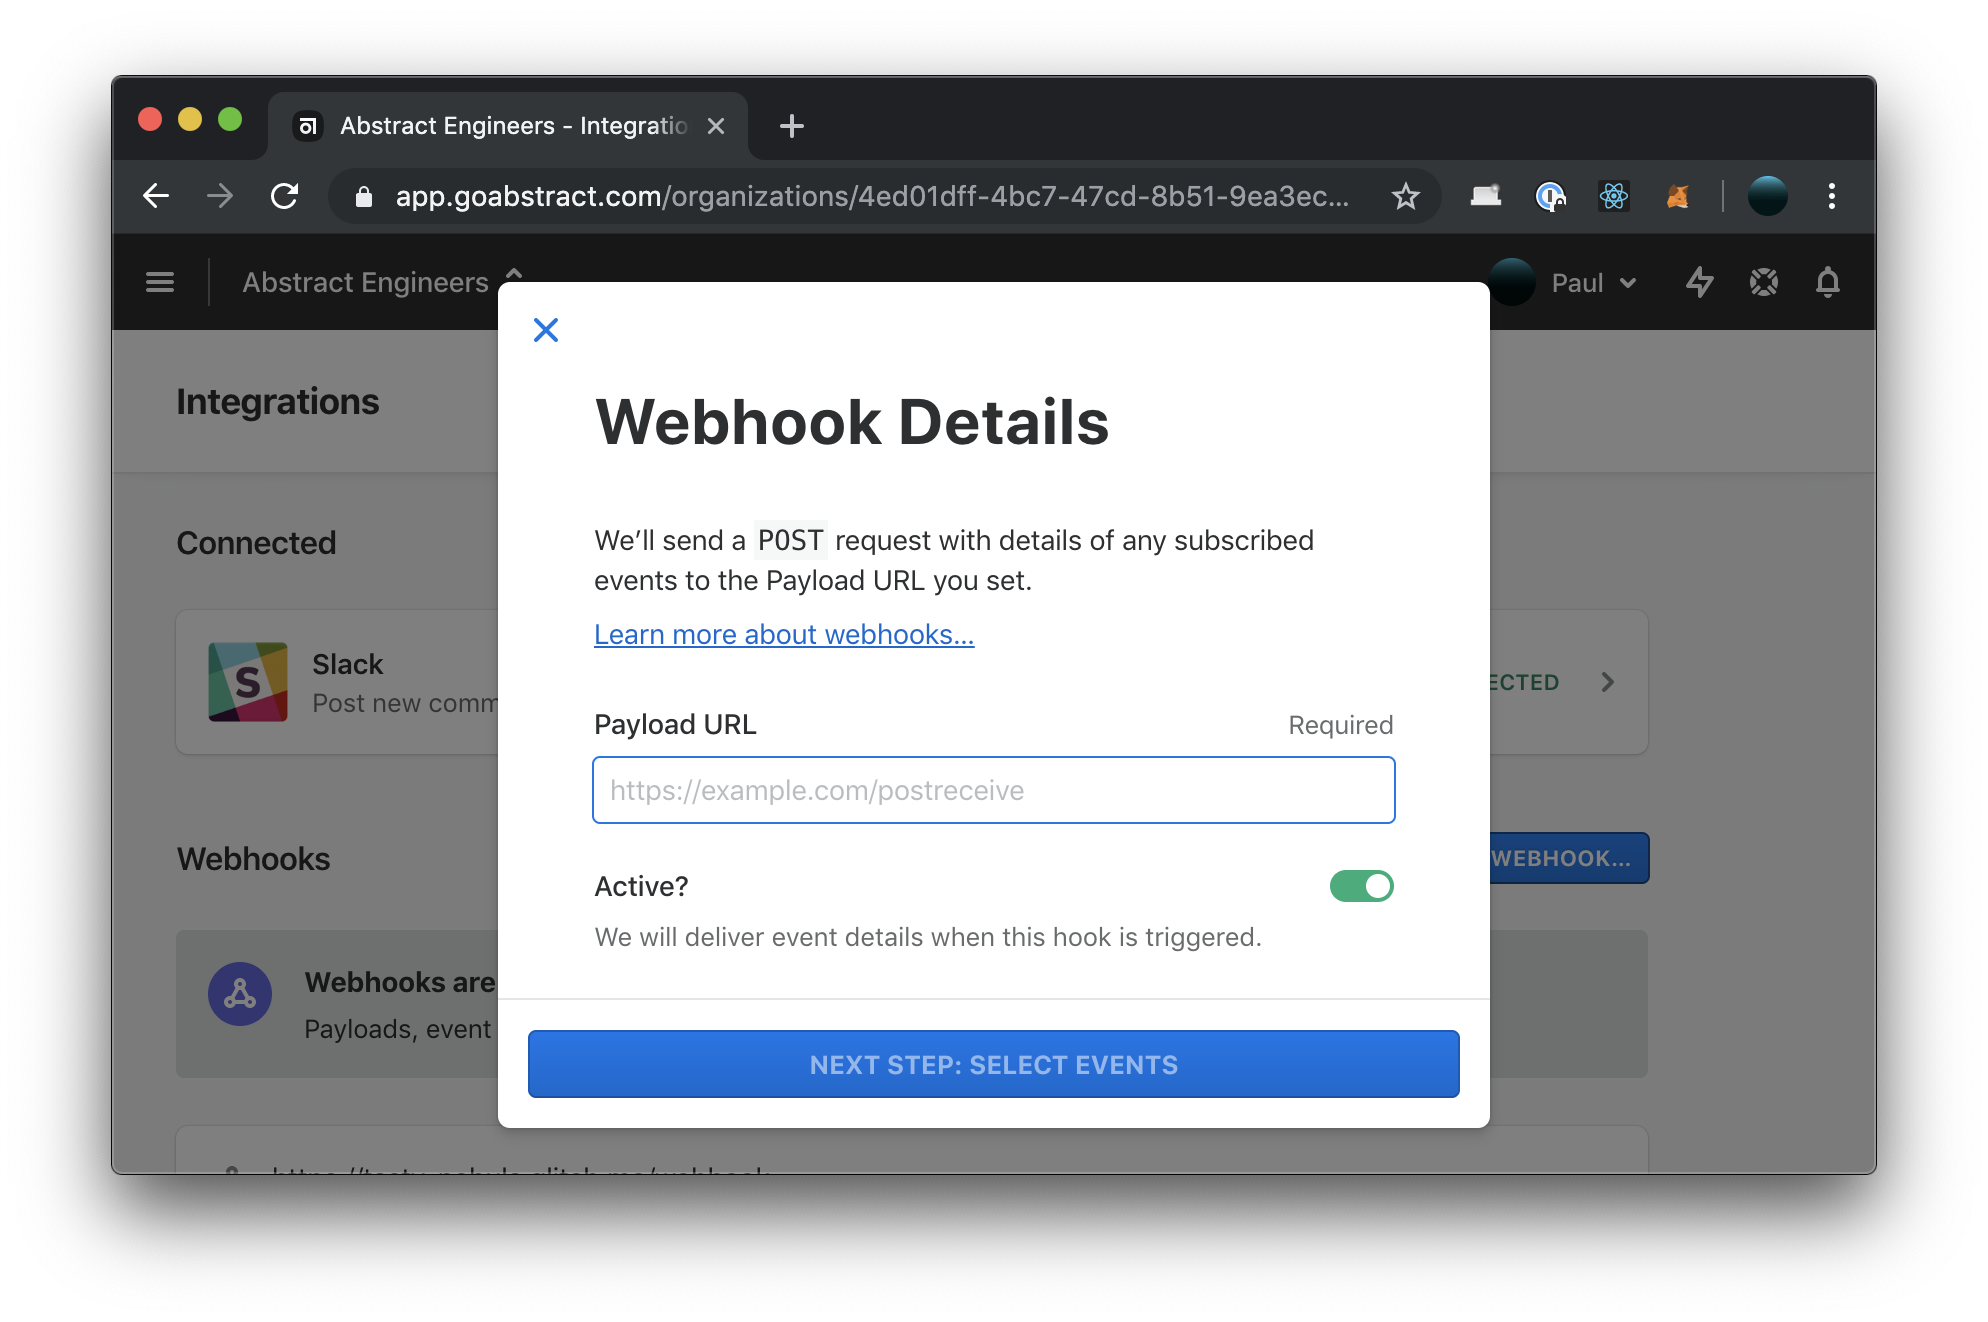 Abstract Engineers - Integratio
app.goabstract.com/organizations/4ed01dff-4bc7-47cd-8b51-9ea3ec...
Abstract Engineers
Paul
Integrations
Webhook Details
We’ll send a POST request with details of any subscribed
events to the Payload URL you set.
Learn more about webhooks...
Connected
Slack
Post new comm
ECTED
Payload URL
Required
https://example.com/postreceive
Webhooks
WEBHOOK...
Active?
We will deliver event details when this hook is triggered.
Webhooks are
Payloads, event
NEXT STEP: SELECT EVENTS